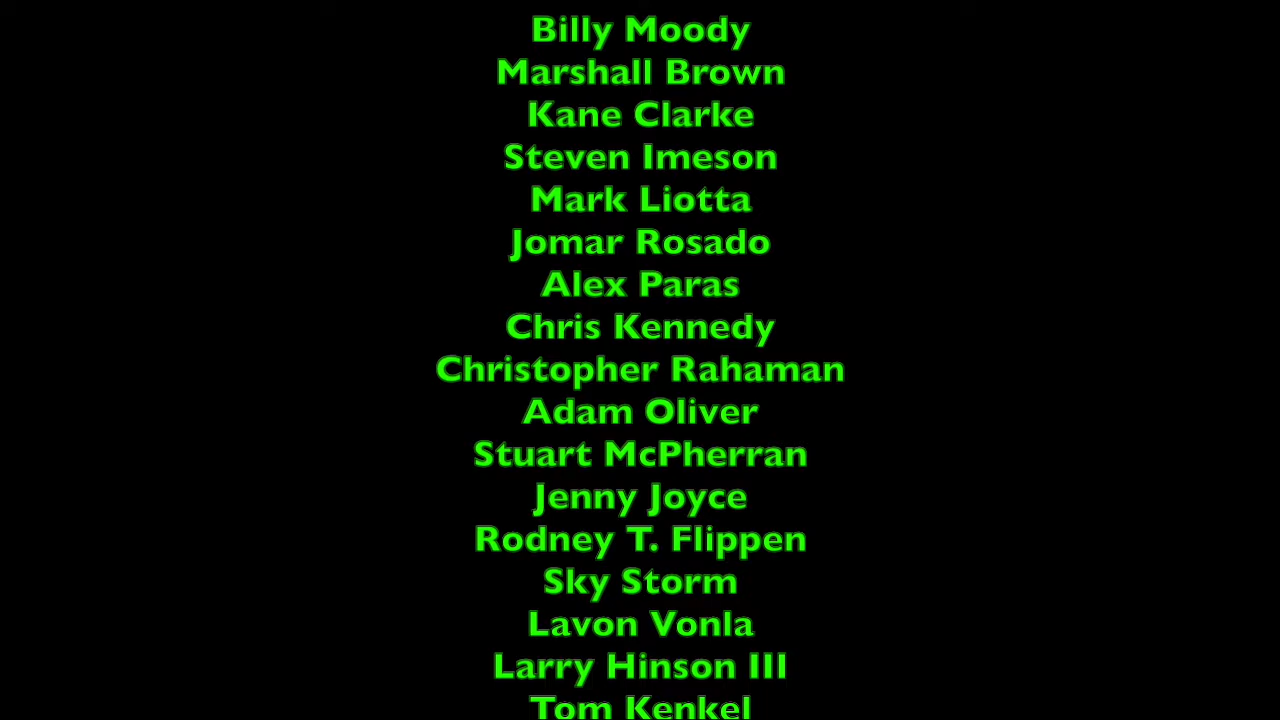 Billy Moody
Marshall Brown
Kane Clarke
Steven Imeson
Mark Liotta
Jomar Rosado
Alex Paras
Chris Kennedy
Christopher Rahaman
Adam Oliver
Stuart McPherran
Jenny Joyce
Rodney T. Flippen
Sky Storm
Lavon Vonla
Larry Hinson III
Tom Kenkel